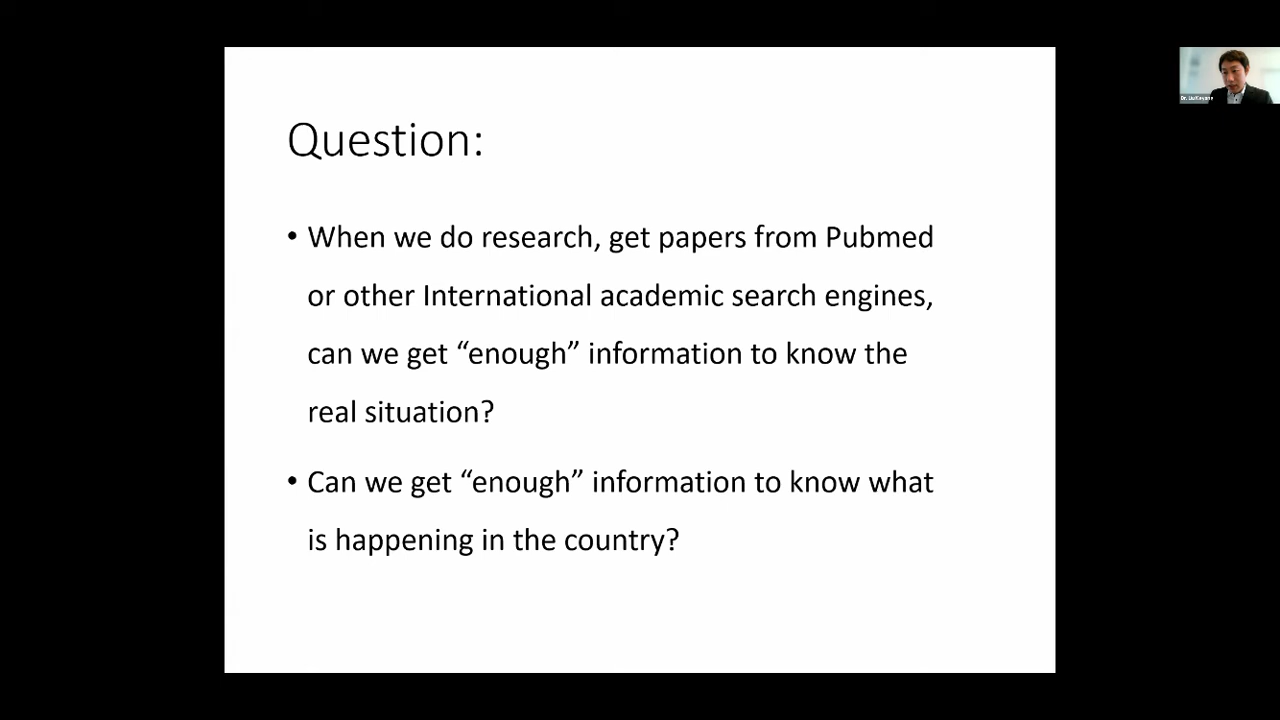 Question:
• When we do research, get papers from Pubmed
or other International academic search engines,
can we get “enough” information to know the
real situation?
• Can we get “enough” information to know what
is happening in the country?
Dr.